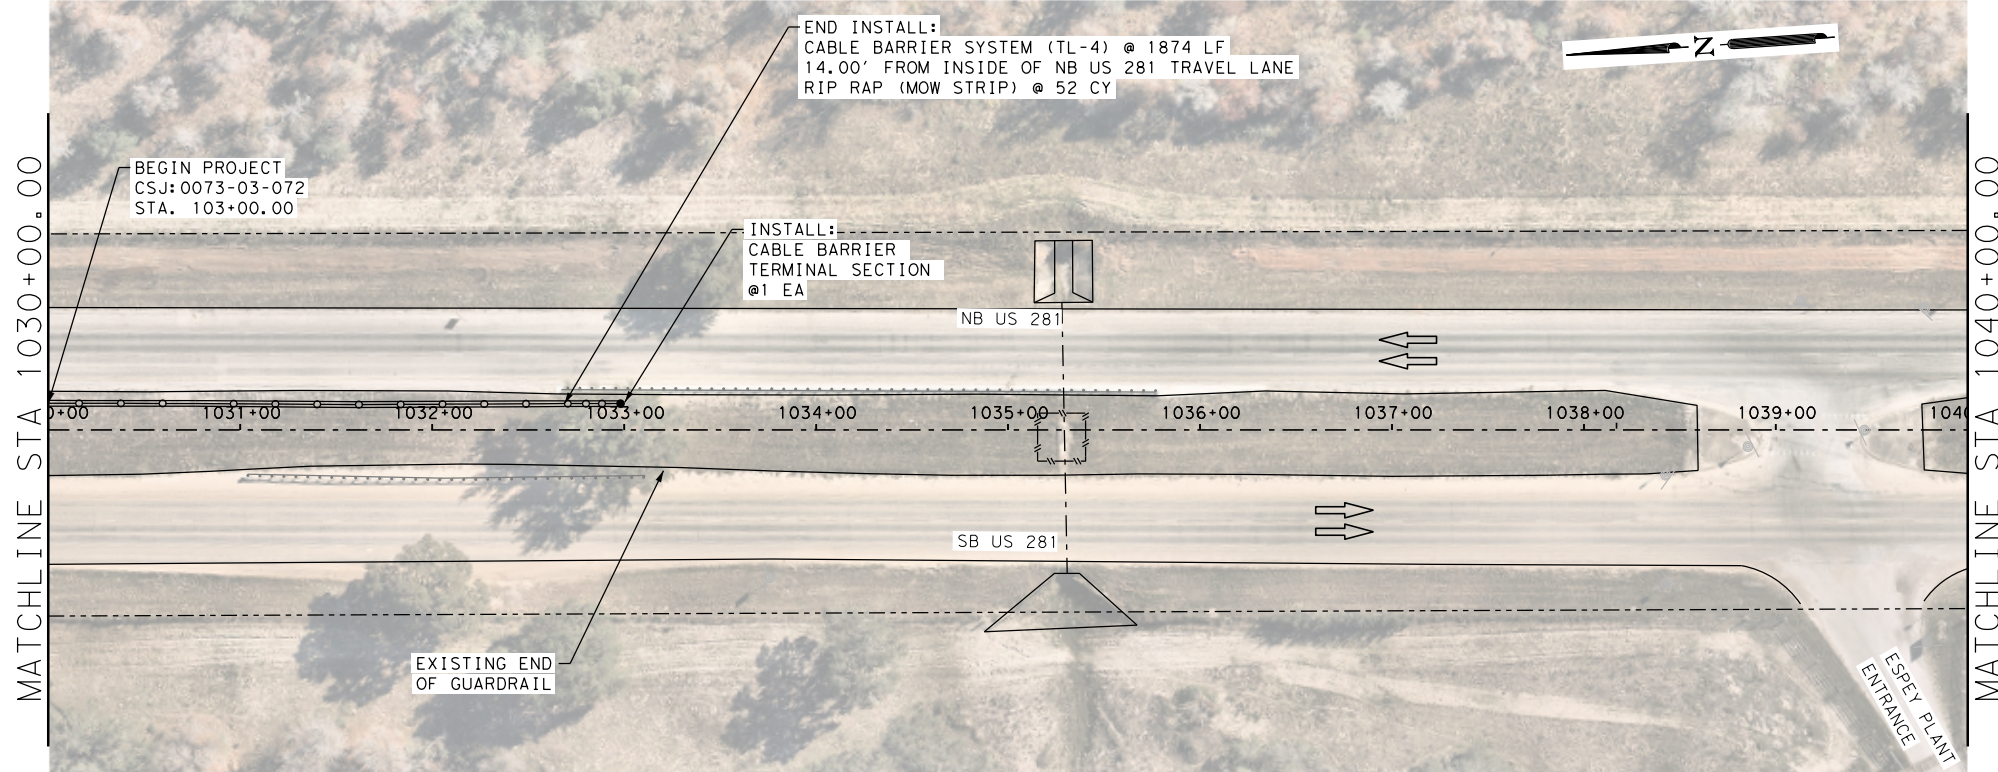 END INSTALL:
CABLE BARRIER SYSTEM (TL-4) @ 1874 LF
14.00' FROM INSIDE OF NB US 281 TRAVEL LANE
RIP RAP (MOW STRIP) @ 52 CY
N
BEGIN PROJECT
CSJ:0073-03-072
STA. 103+00.00
INSTALL:
CABLE BARRIER
TERMINAL SECTION
@1 EA
MATCHLINE STA 1030+00.00
MATCHLINE STA 1040+00.00
NB US 281
0+00 1031+00 1032+00 1033+00 1034+00 1035+00 1036+00 1037+00 1038+00 1039+00 1040
SB US 281
EXISTING END
OF GUARDRAIL
ESPEY PLANT
ENTRANCE